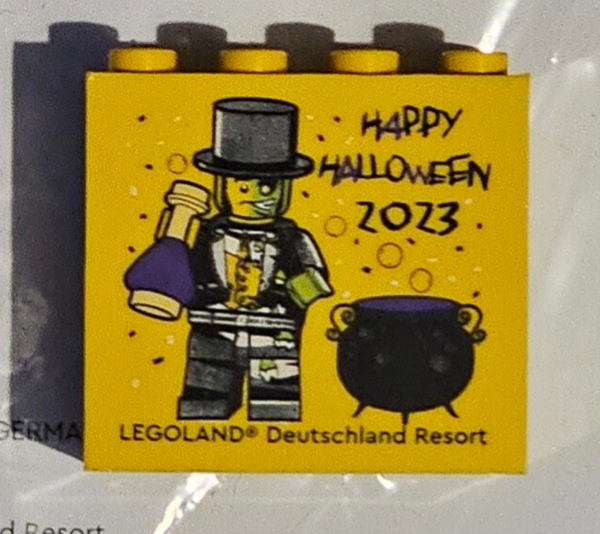 HAPPY
HALLOWEEN
2023
GERMA
LEGOLAND® Deutschland Resort
d Resort